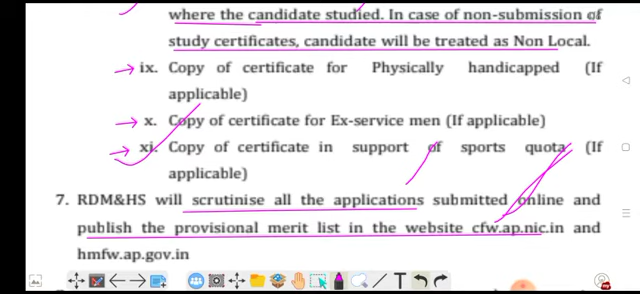 where the candidate studied. In case of non-submission of
study certificates, candidate will be treated as Non Local.
ix. Copy of certificate for Physically handicapped (If
applicable)
x. Copy of certificate for Ex-service men (If applicable)
xi. Copy of certificate in support of sports quota (If
applicable)
7. RDM&HS will scrutinise all the applications submitted online and
publish the provisional merit list in the website cfw.ap.nic.in and
hmfw.ap.gov.in